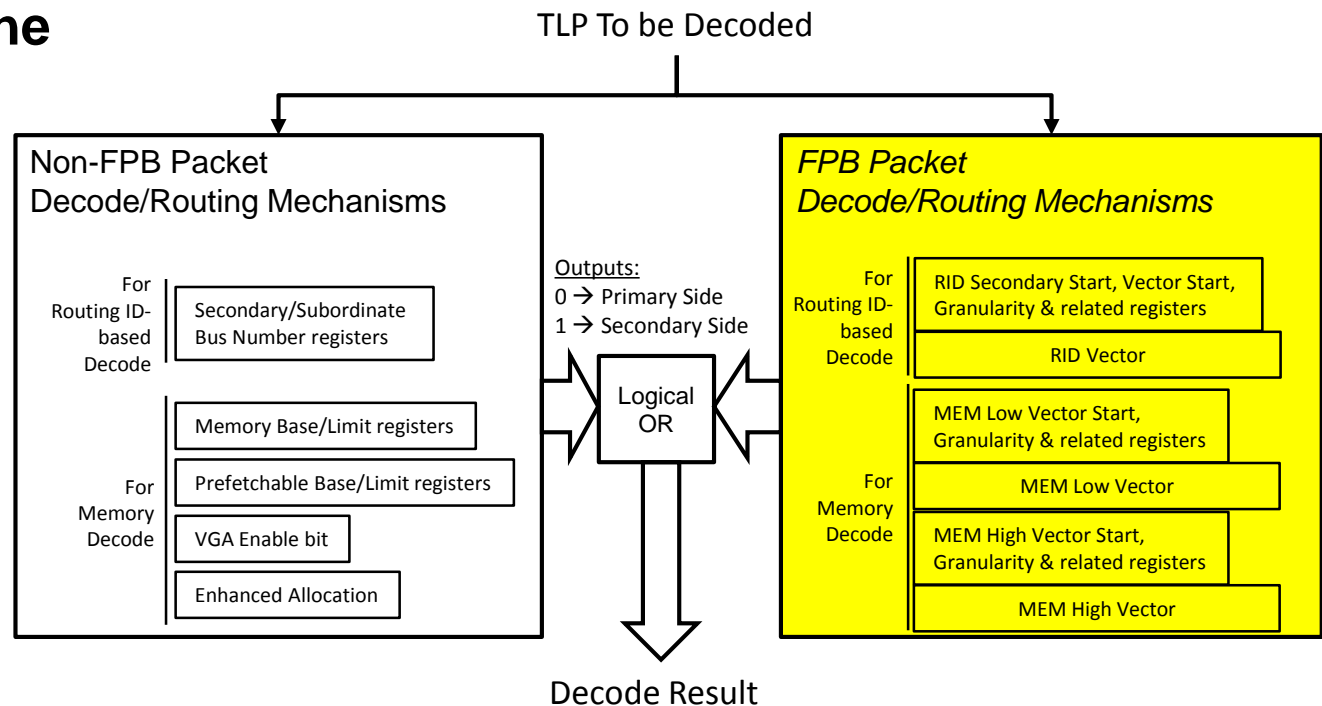 TLP To be Decoded
Non-FPB Packet
Decode/Routing Mechanisms
For
Routing ID-
based
Decode
Secondary/Subordinate
Bus Number registers
For
Memory
Decode
Memory Base/Limit registers
Prefetchable Base/Limit registers
VGA Enable bit
Enhanced Allocation
Outputs:
0 → Primary Side
1 → Secondary Side
Logical
OR
FPB Packet
Decode/Routing Mechanisms
For
Routing ID-
based
Decode
RID Secondary Start, Vector Start,
Granularity & related registers
RID Vector
For
Memory
Decode
MEM Low Vector Start,
Granularity & related registers
MEM Low Vector
MEM High Vector Start,
Granularity & related registers
MEM High Vector
Decode Result